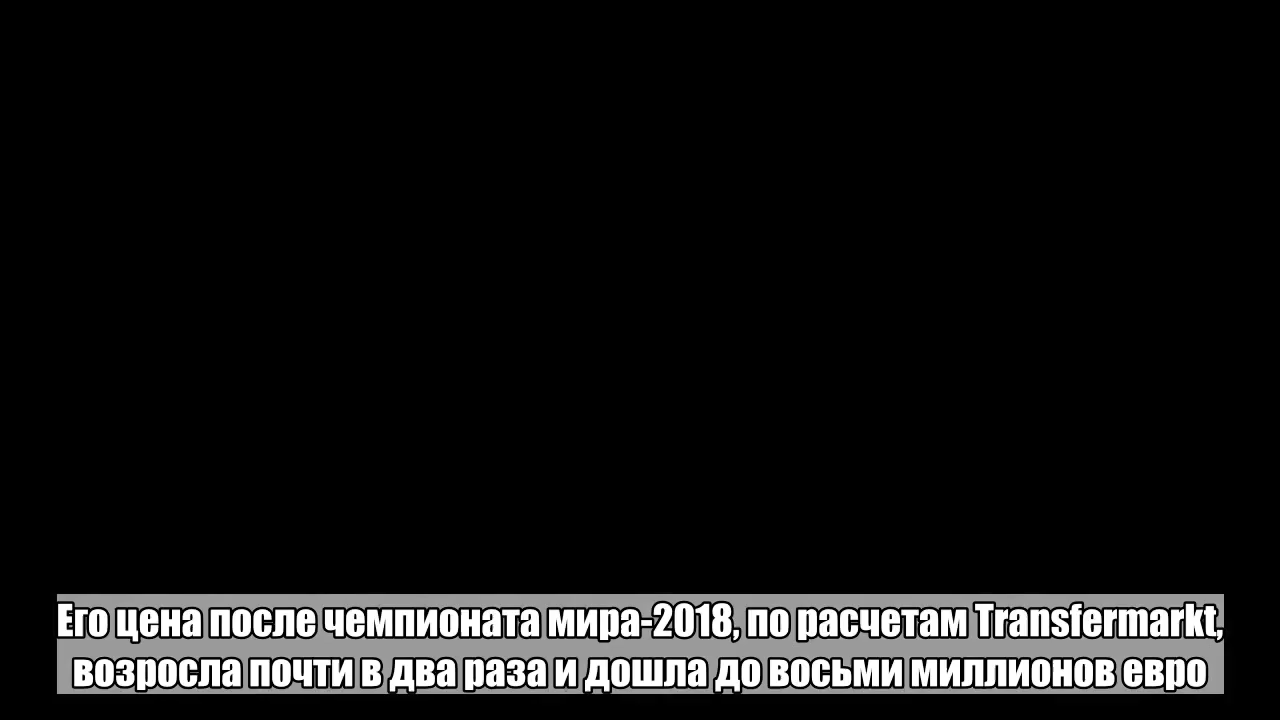 Его цена после чемпионата мира-2018, по расчетам Transfermarkt,
возросла почти в два раза и дошла до восьми миллионов евро